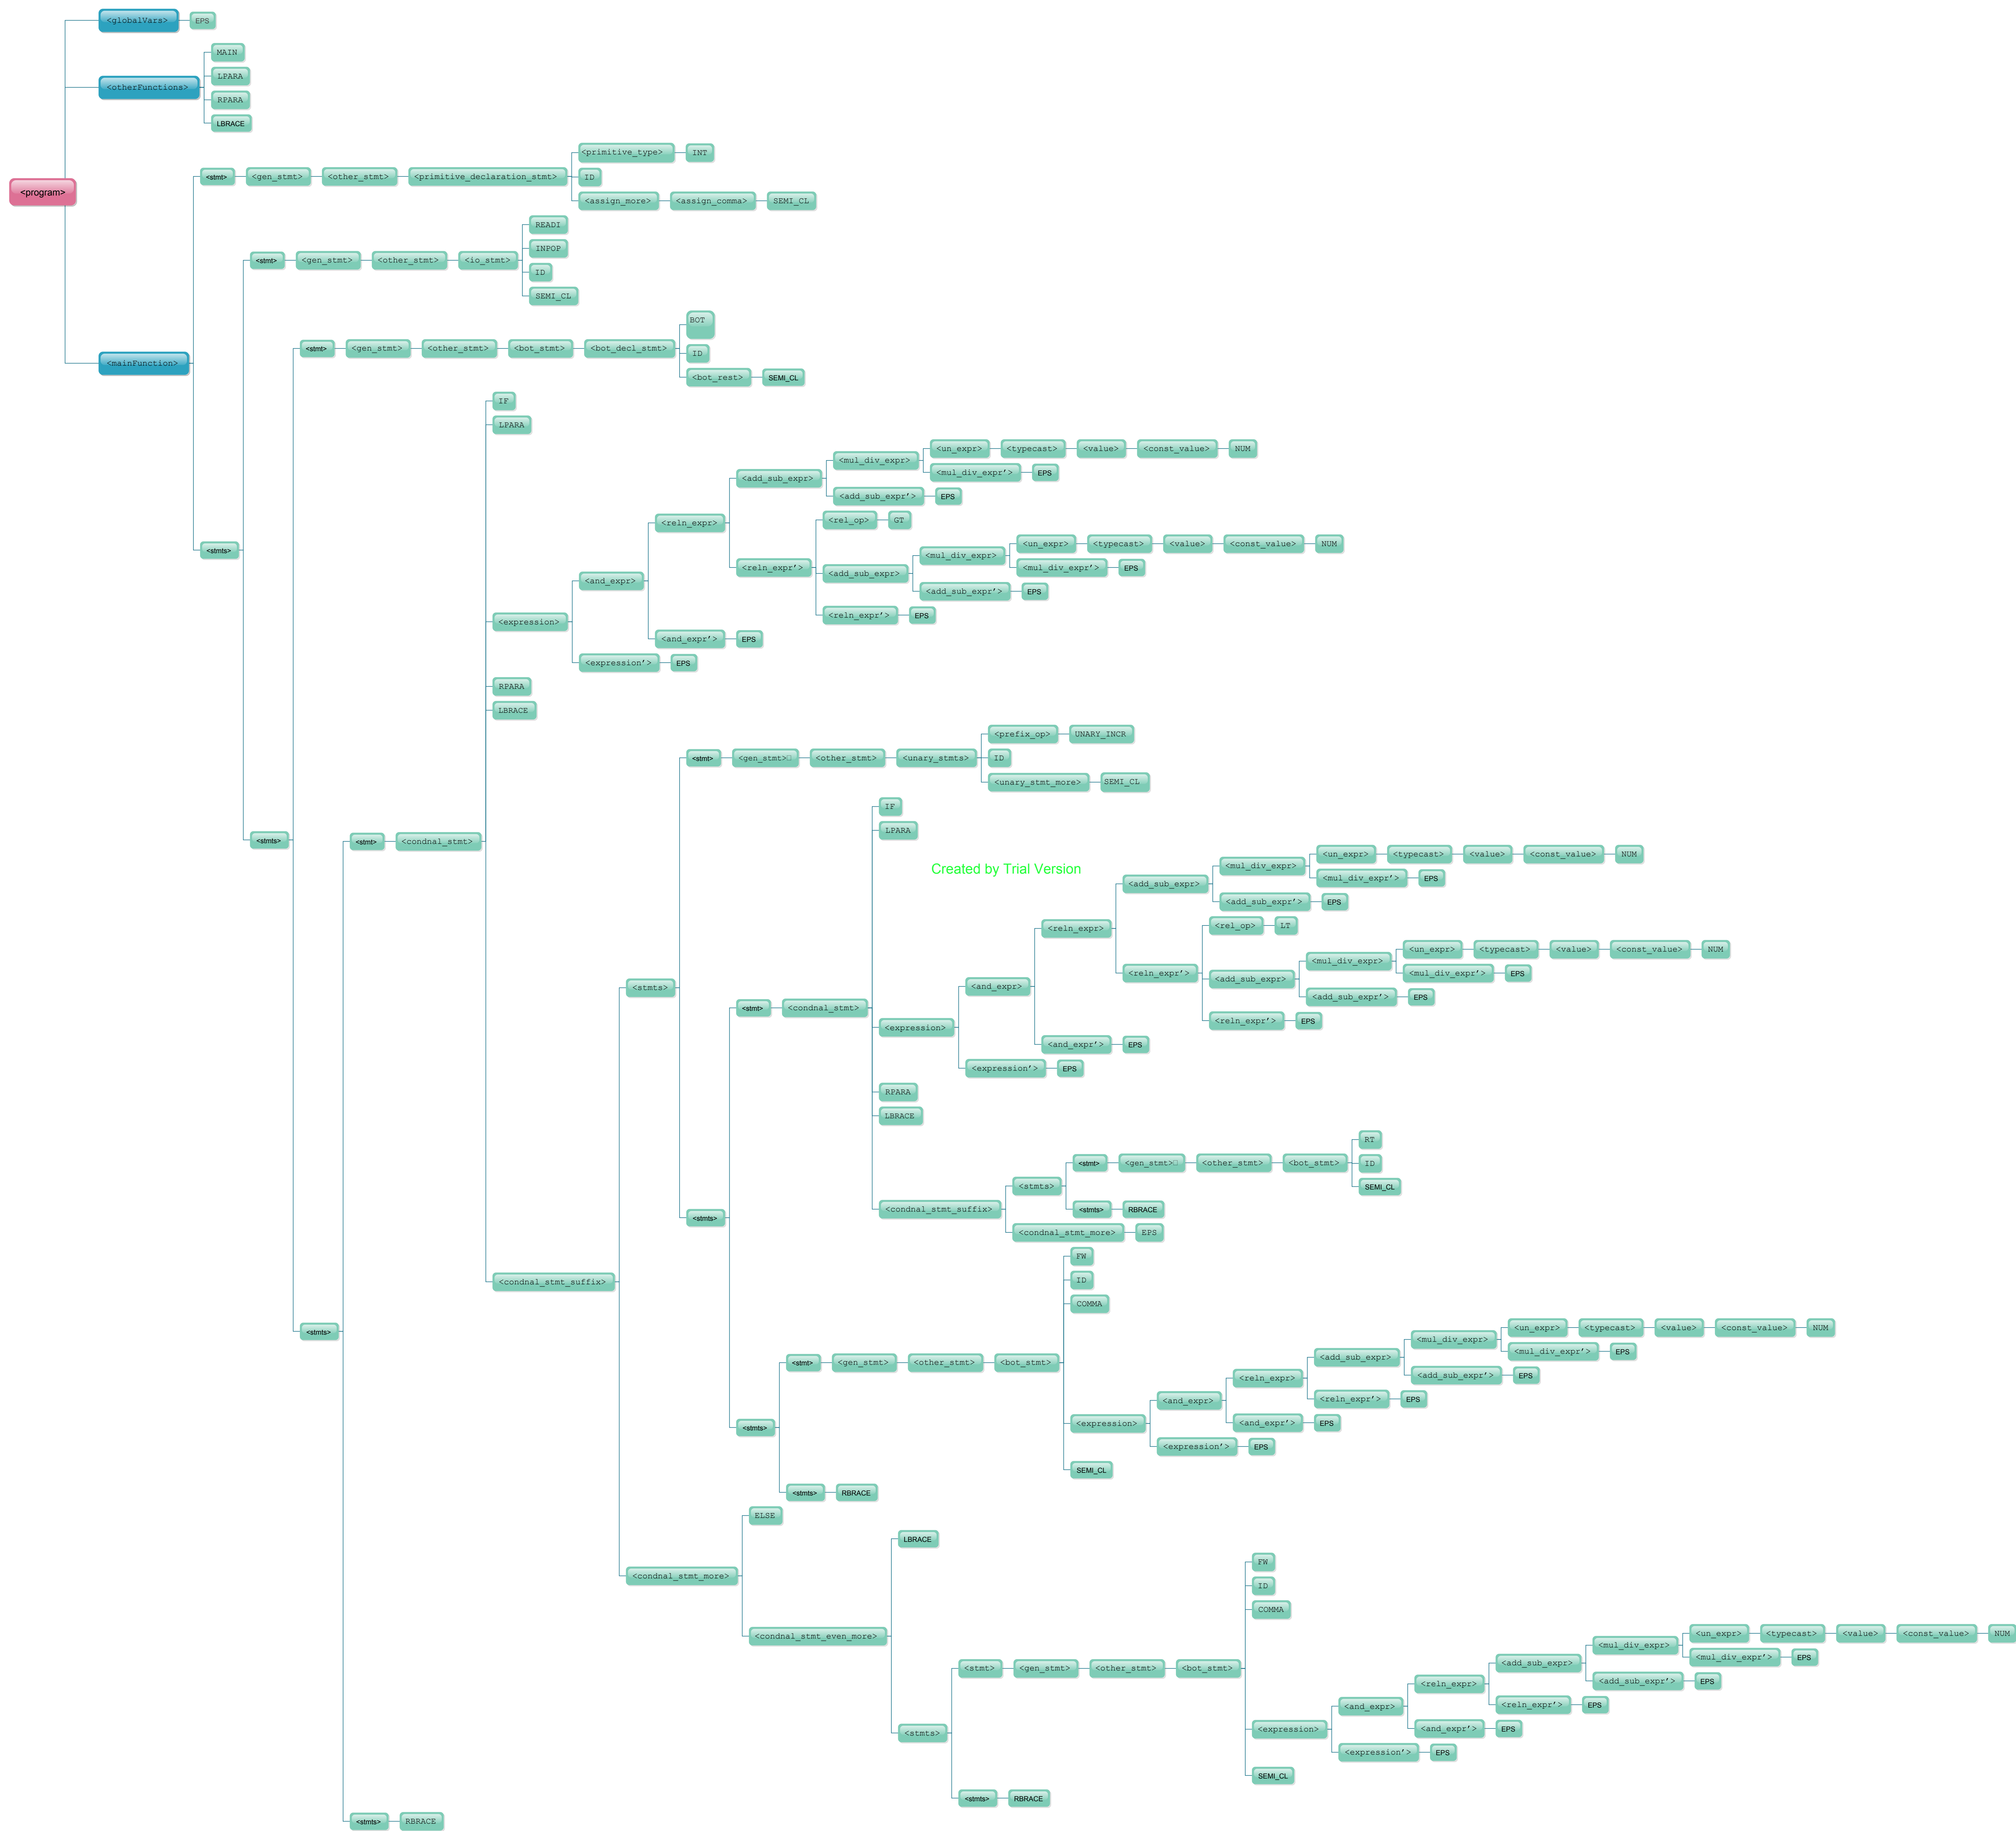 <globalVars> EPS
<otherFunctions> MAIN
LPARA
RPARA
LBRACE
<program>
<mainFunction>
<stmt> <gen_stmt> <other_stmt> <primitive_declaration_stmt>
<primitive_type> INT
ID
<assign_more> <assign_comma> SEMI_CL
<stmts>
<stmt> <gen_stmt> <other_stmt> <io_stmt>
READI
INPOP
ID
SEMI_CL
<stmts>
<stmt> <gen_stmt> <other_stmt> <bot_stmt> <bot_decl_stmt>
BOT
ID
<bot_rest> SEMI_CL
<stmts>
<stmt> <condnal_stmt>
IF
LPARA
<expression>
<and_expr>
<reln_expr>
<add_sub_expr>
<mul_div_expr>
<un_expr> <typecast> <value> <const_value> NUM
<mul_div_expr’> EPS
<add_sub_expr’> EPS
<reln_expr’>
<rel_op> GT
<add_sub_expr>
<mul_div_expr>
<un_expr> <typecast> <value> <const_value> NUM
<mul_div_expr’> EPS
<add_sub_expr’> EPS
<reln_expr’> EPS
<and_expr’> EPS
<expression’> EPS
RPARA
LBRACE
<condnal_stmt_suffix>
<stmts>
<stmt> <gen_stmt> <other_stmt> <unary_stmts>
<prefix_op> UNARY_INCR
ID
<unary_stmt_more> SEMI_CL
<stmts>
<stmt> <condnal_stmt>
IF
LPARA
Created by Trial Version
<expression>
<and_expr>
<reln_expr>
<add_sub_expr>
<mul_div_expr>
<un_expr> <typecast> <value> <const_value> NUM
<mul_div_expr’> EPS
<add_sub_expr’> EPS
<reln_expr’>
<rel_op> LT
<add_sub_expr>
<mul_div_expr>
<un_expr> <typecast> <value> <const_value> NUM
<mul_div_expr’> EPS
<add_sub_expr’> EPS
<reln_expr’> EPS
<and_expr’> EPS
<expression’> EPS
RPARA
LBRACE
<condnal_stmt_suffix>
<stmts>
<stmt> <gen_stmt> <other_stmt> <bot_stmt>
RT
ID
SEMI_CL
<stmts> RBRACE
<condnal_stmt_more> EPS
<stmts>
<stmt> <gen_stmt> <other_stmt> <bot_stmt>
FW
ID
COMMA
<expression>
<and_expr>
<reln_expr>
<add_sub_expr>
<mul_div_expr>
<un_expr> <typecast> <value> <const_value> NUM
<mul_div_expr’> EPS
<add_sub_expr’> EPS
<reln_expr’> EPS
<and_expr’> EPS
<expression’> EPS
SEMI_CL
<stmts> RBRACE
<condnal_stmt_more>
ELSE
<condnal_stmt_even_more>
LBRACE
<stmts>
<stmt> <gen_stmt> <other_stmt> <bot_stmt>
FW
ID
COMMA
<expression>
<and_expr>
<reln_expr>
<add_sub_expr>
<mul_div_expr>
<un_expr> <typecast> <value> <const_value> NUM
<mul_div_expr’> EPS
<add_sub_expr’> EPS
<reln_expr’> EPS
<and_expr’> EPS
<expression’> EPS
SEMI_CL
<stmts> RBRACE
<stmts> RBRACE